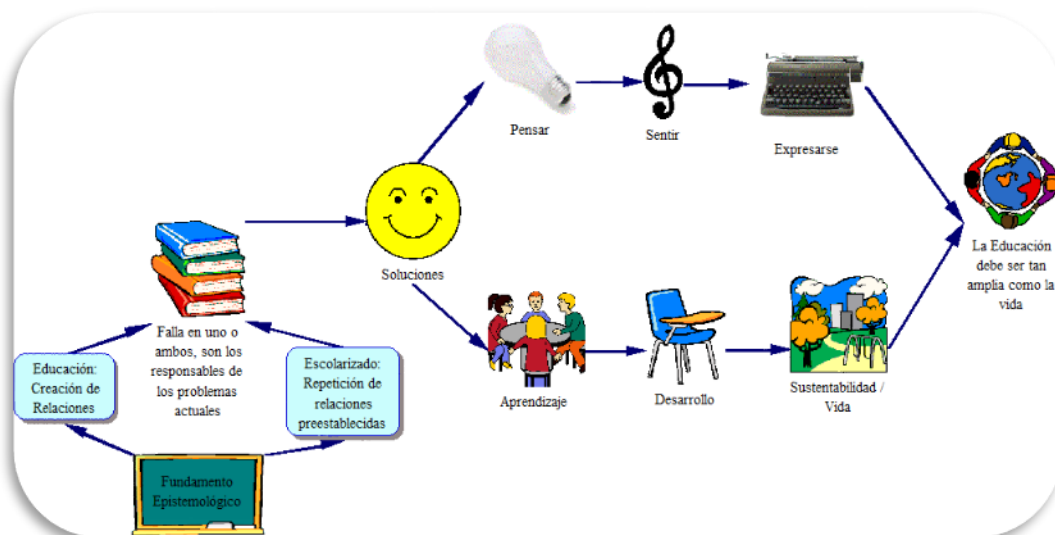 Pensar
Sentir
Expresarse
Soluciones
La Educación
debe ser tan
amplia como la
vida
Falla en uno o
ambos, son los
responsables de
los problemas
actuales
Educación:
Creación de
Relaciones
Escolarizado:
Repetición de
relaciones
preestablecidas
Aprendizaje
Desarrollo
Sustentabilidad /
Vida
Fundamento
Epistemológico